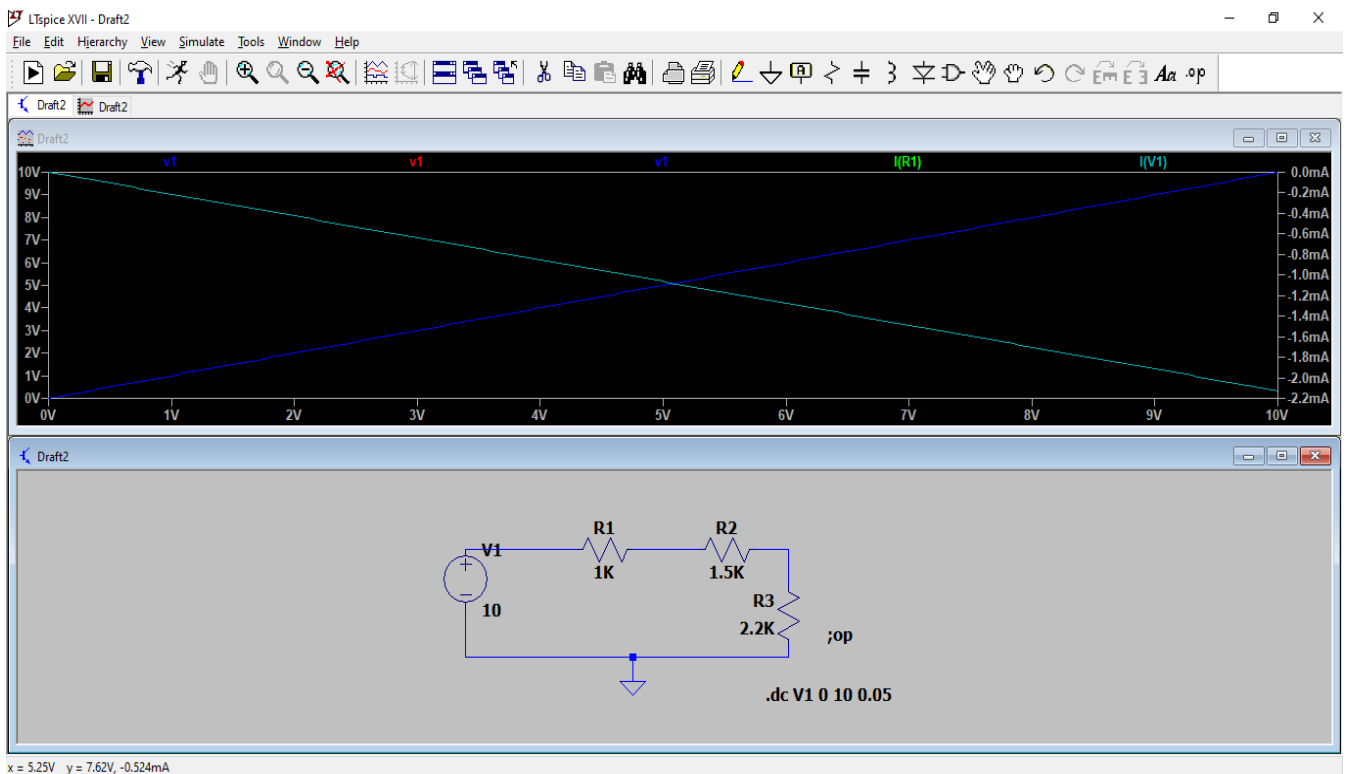 LTspice XVII - Draft2
File Edit Hierarchy View Simulate Tools Window Help
Aa .op
Draft2 Draft2
Draft2
v1 v1 v1 I(R1) I(V1)
10V 0.0mA
9V -0.2mA
8V -0.4mA
7V -0.6mA
6V -0.8mA
5V -1.0mA
4V -1.2mA
3V -1.4mA
2V -1.6mA
1V -1.8mA
0V -2.0mA
-2.2mA
0V 1V 2V 3V 4V 5V 6V 7V 8V 9V 10V
Draft2
R1 R2
V1
1K 1.5K
R3
10
2.2K
;op
.dc V1 0 10 0.05
x = 5.25V y = 7.62V, -0.524mA